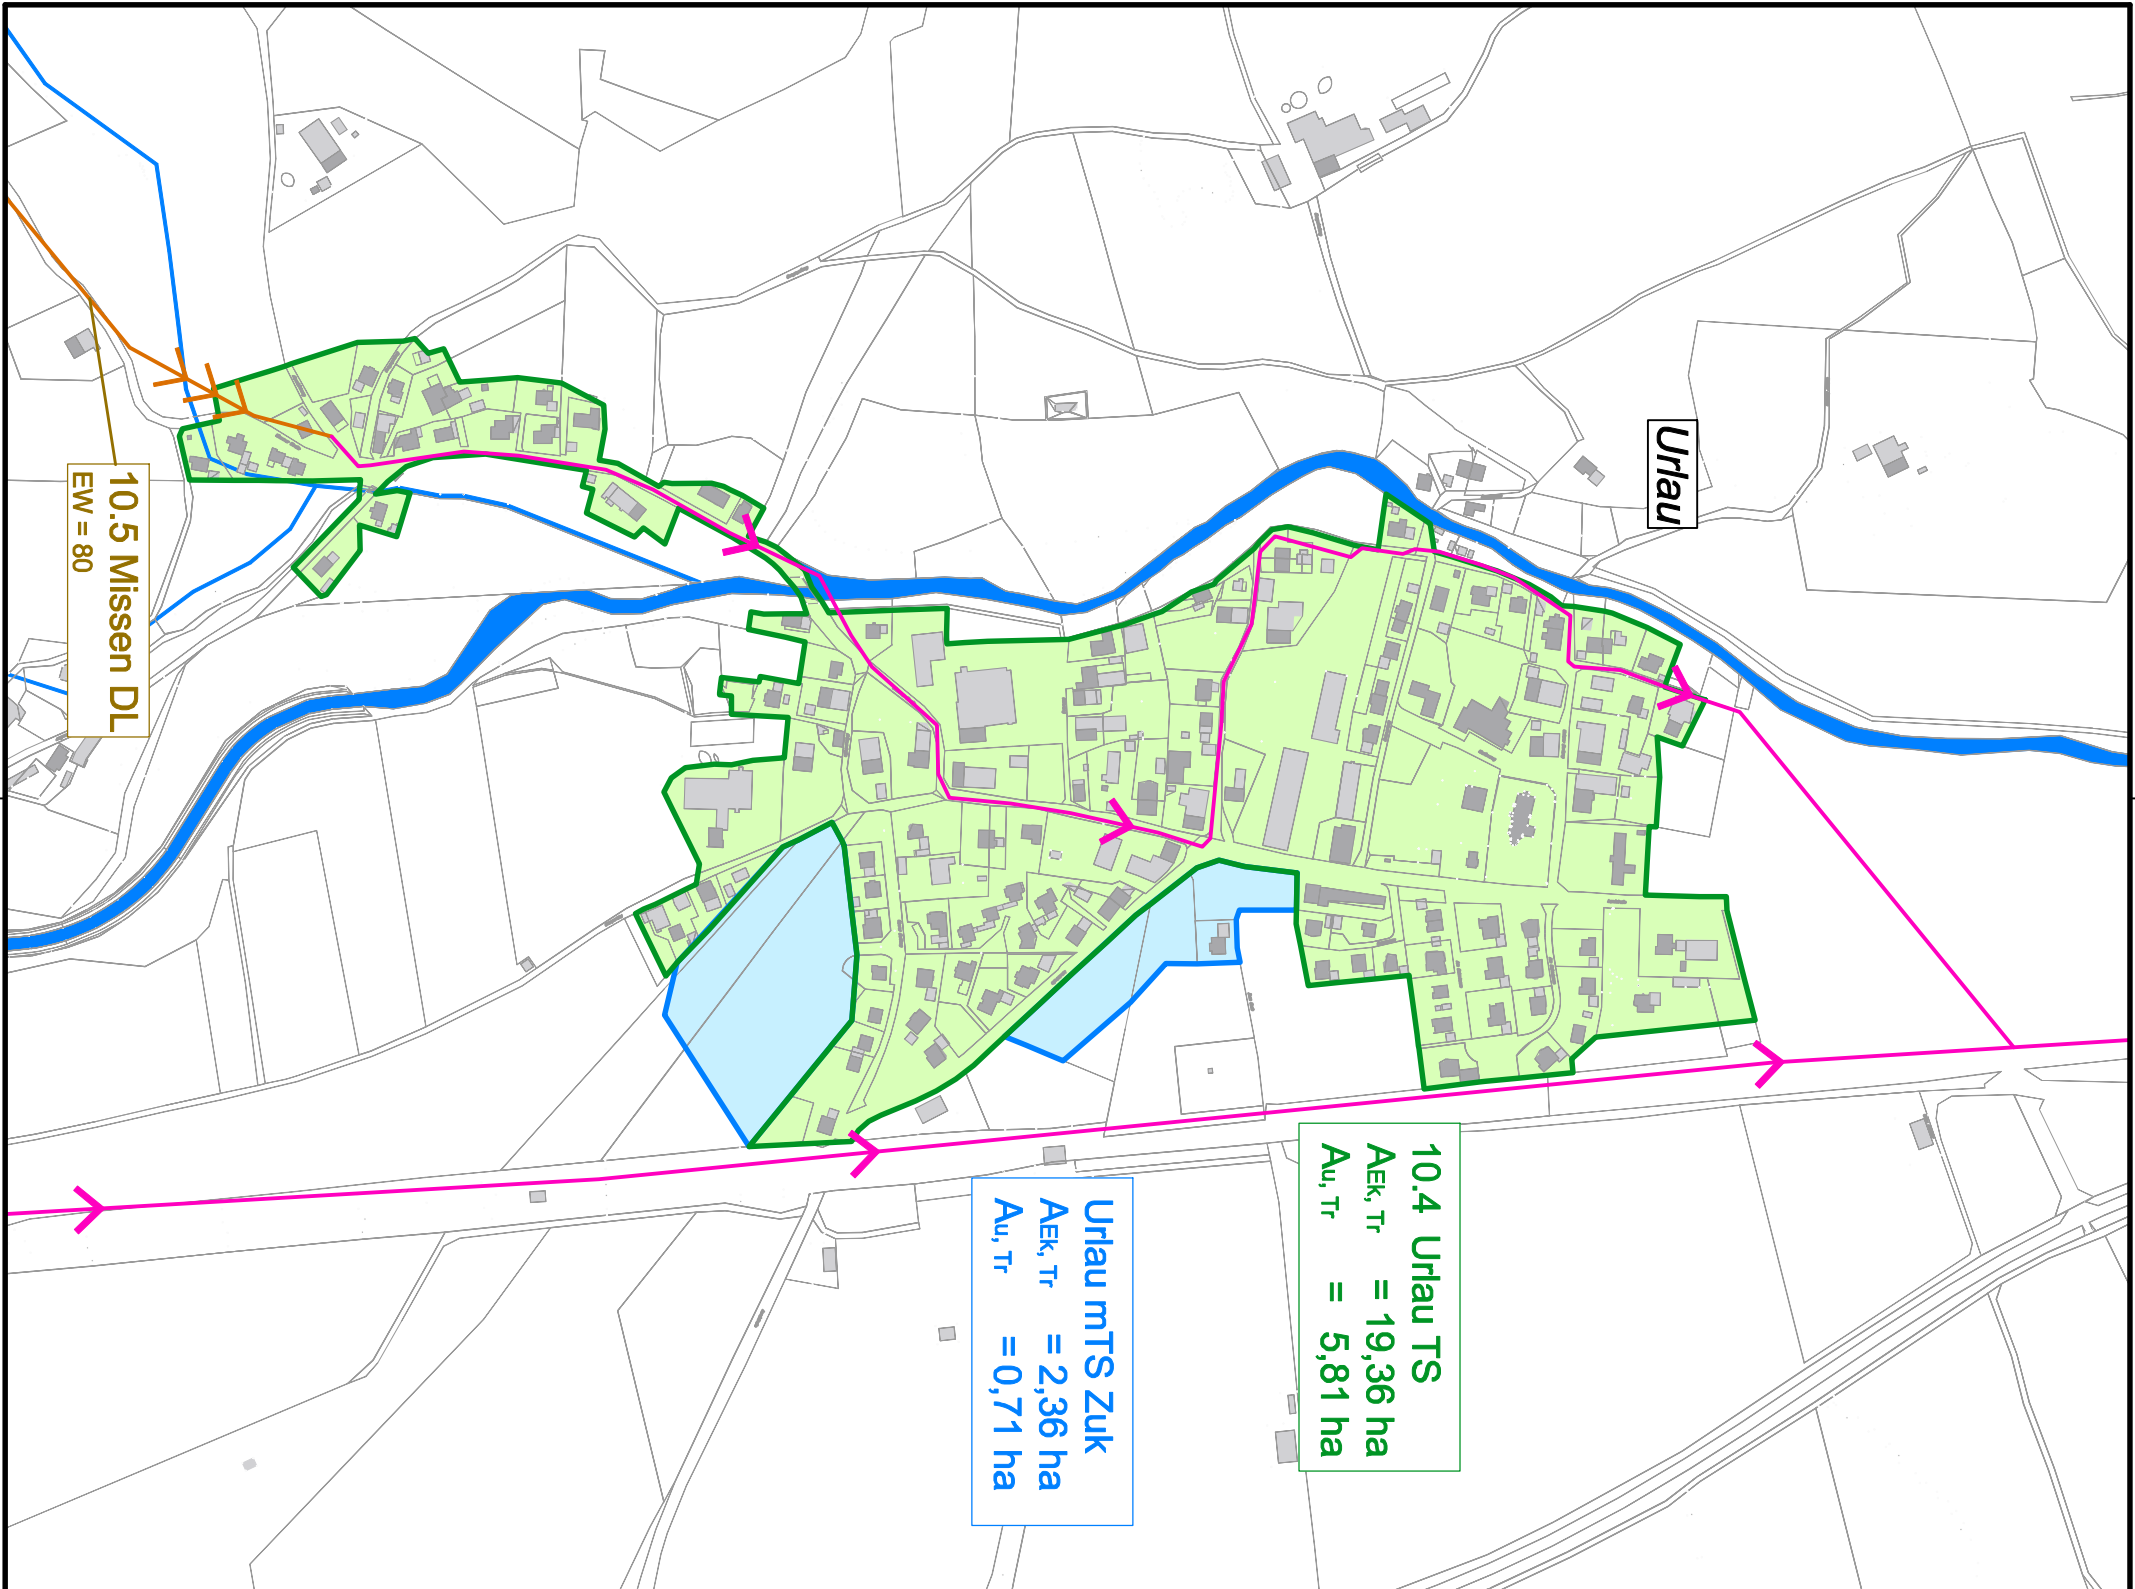 Urlau
10.5 Missen DL
EW = 80
10.4 Urlau TS
AEK, Tr = 19,36 ha
Au, Tr = 5,81 ha
Urlau mTS Zuk
AEK, Tr = 2,36 ha
Au, Tr = 0,71 ha